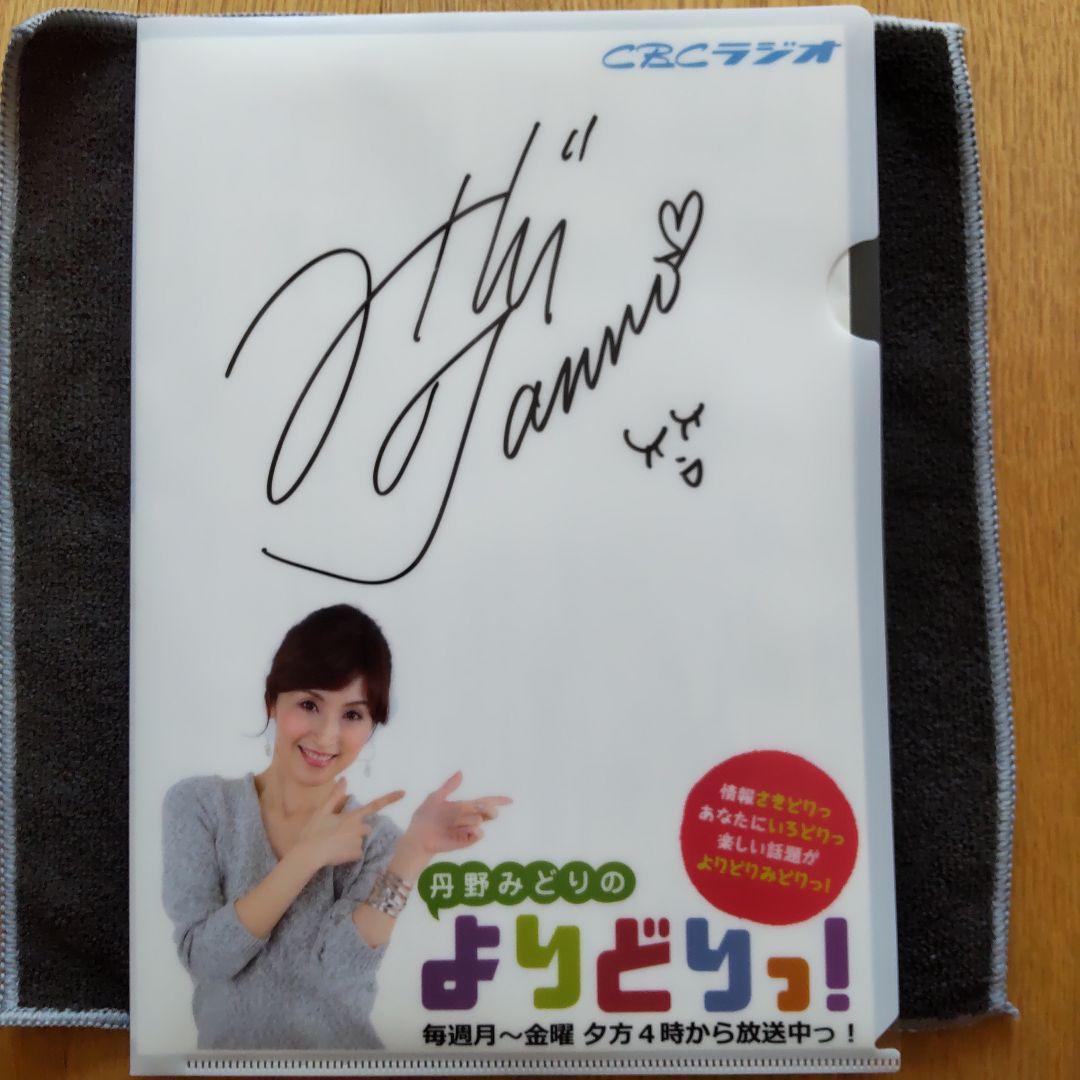 CBCラジオ
みどり
Tanno
情報さきどりっ
あなたにいろどりっ
楽しい話題が
よりどりみどりっ!
丹野みどりの
よりどりっ!
毎週月〜金曜 夕方4時から放送中っ!